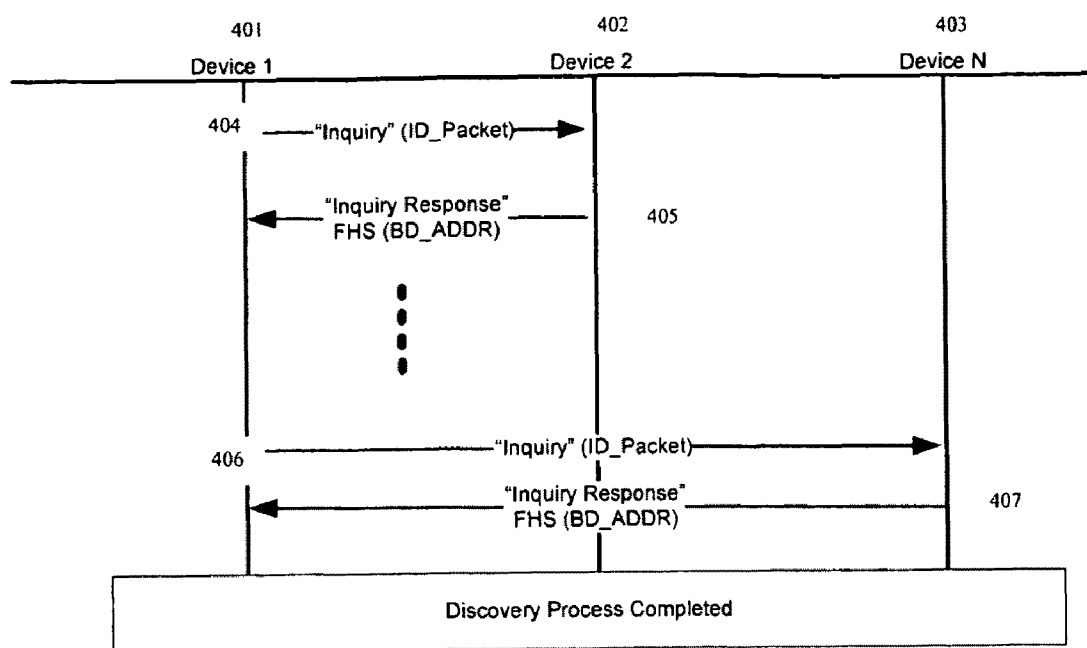 401
402
403
Device 1
Device 2
Device N
404
"Inquiry" (ID_Packet)
"Inquiry Response"
FHS (BD_ADDR)
405
406
"Inquiry" (ID_Packet)
"Inquiry Response"
FHS (BD_ADDR)
407
Discovery Process Completed